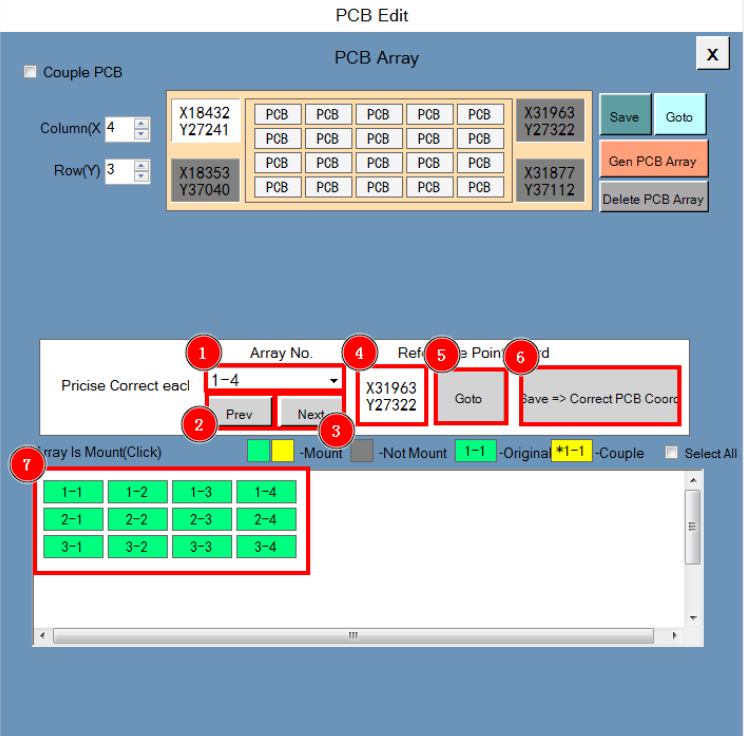 PCB Edit
PCB Array
X
Couple PCB
Column(X 4
Row(Y) 3
X18432
Y27241
X18353
Y37040
PCB PCB PCB PCB PCB
PCB PCB PCB PCB PCB
PCB PCB PCB PCB PCB
PCB PCB PCB PCB PCB
X31963
Y27322
X31877
Y37112
Save Goto
Gen PCB Array
Delete PCB Array
1 Array No. 4 Refe 5 e Point 6 rd
Pricise Correct each 1-4
2 Prev Next 3
X31963
Y27322
Goto
Save => Correct PCB Coord
7 Array Is Mount(Click) -Mount -Not Mount 1-1 -Original *1-1 -Couple Select All
1-1 1-2 1-3 1-4
2-1 2-2 2-3 2-4
3-1 3-2 3-3 3-4